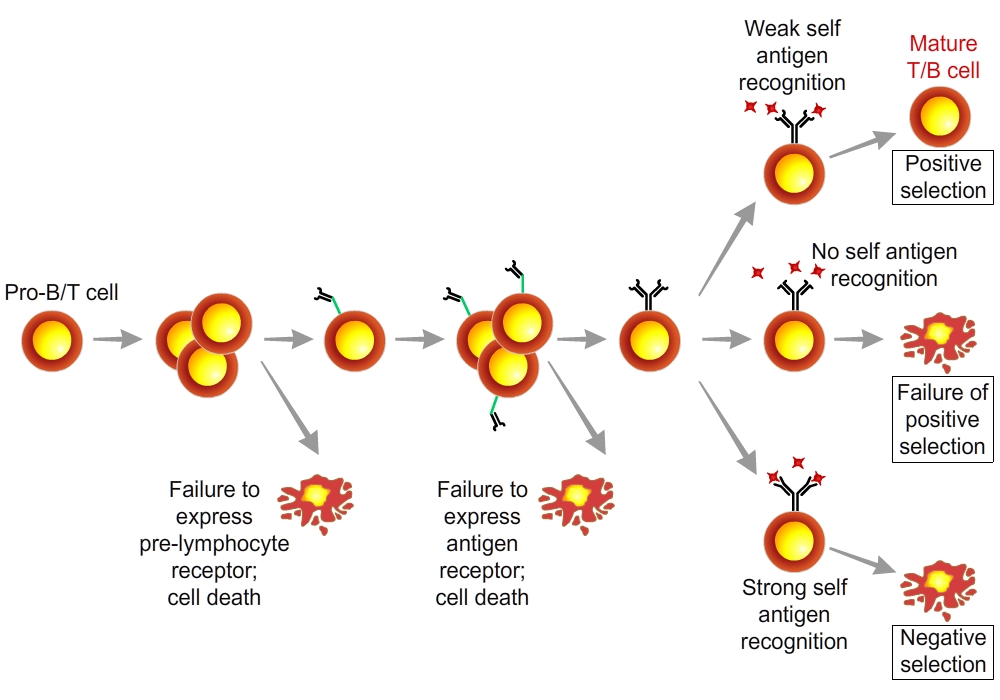 Weak self
antigen
recognition
Mature
T/B cell
Positive
selection
No self antigen
recognition
Pro-B/T cell
Failure of
positive
selection
Failure to
express
pre-lymphocyte
receptor;
cell death
Failure to
express
antigen
receptor;
cell death
Strong self
antigen
recognition
Negative
selection